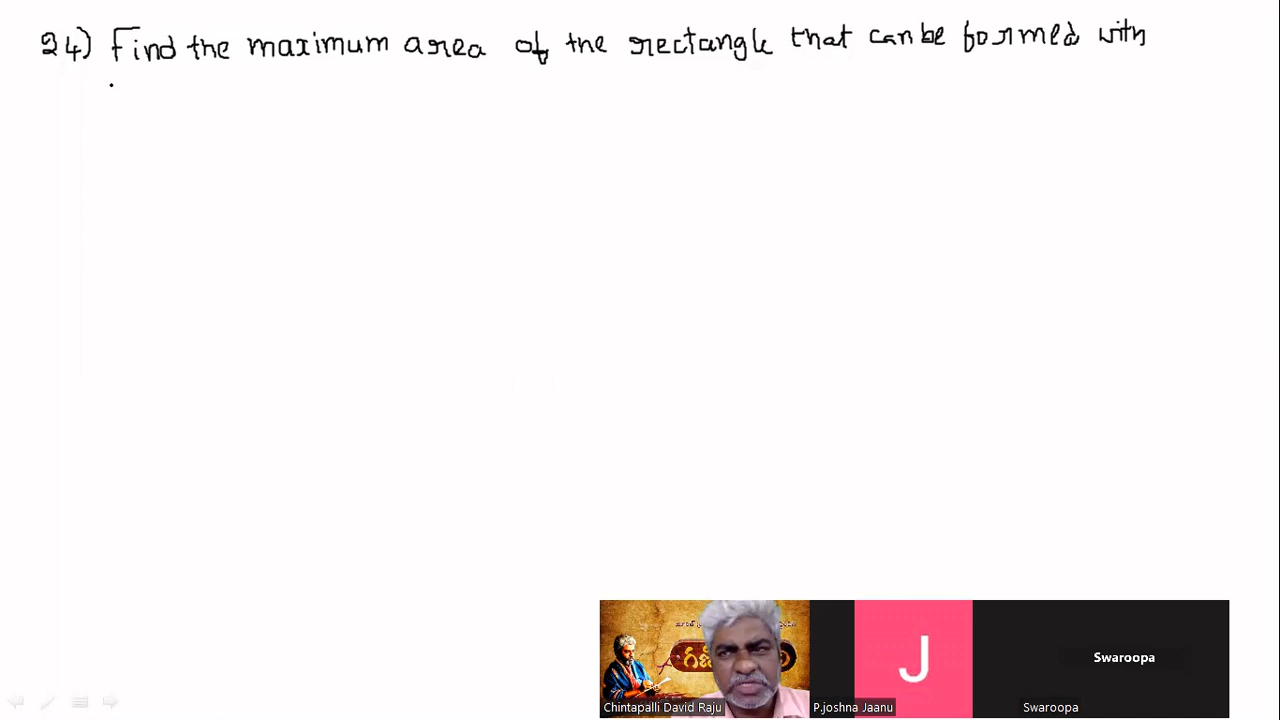 24) Find the maximum area of the rectangle that can be formed with
J
Swaroopa
Chintapalli David Raju
P.joshna Jaanu
Swaroopa